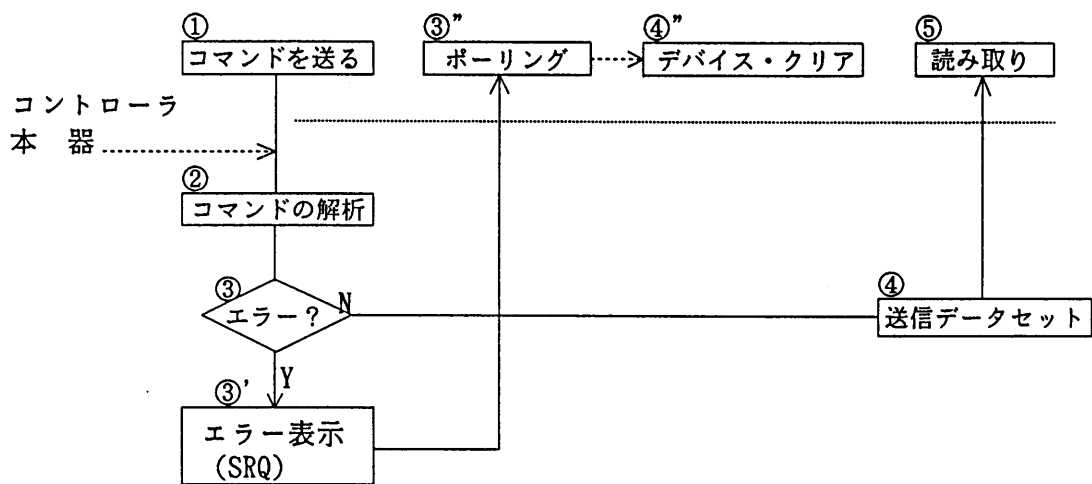 ①
コマンドを送る
③”
ポーリング
④”
デバイス・クリア
⑤
読み取り
コントローラ
本 器
②
コマンドの解析
③
エラー？
N
④
送信データセット
Y
③'
エラー表示
(SRQ)